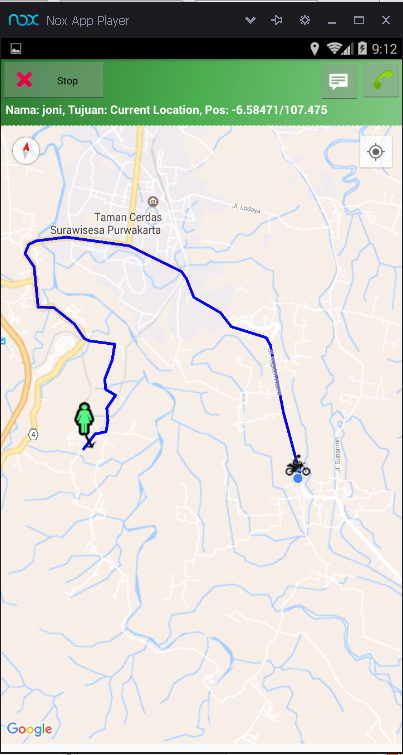 nox Nox App Player
9:12
Stop
Nama: joni, Tujuan: Current Location, Pos: -6.58471/107.475
Jl. Lodaya
Taman Cerdas
Surawisesa Purwakarta
4
Google